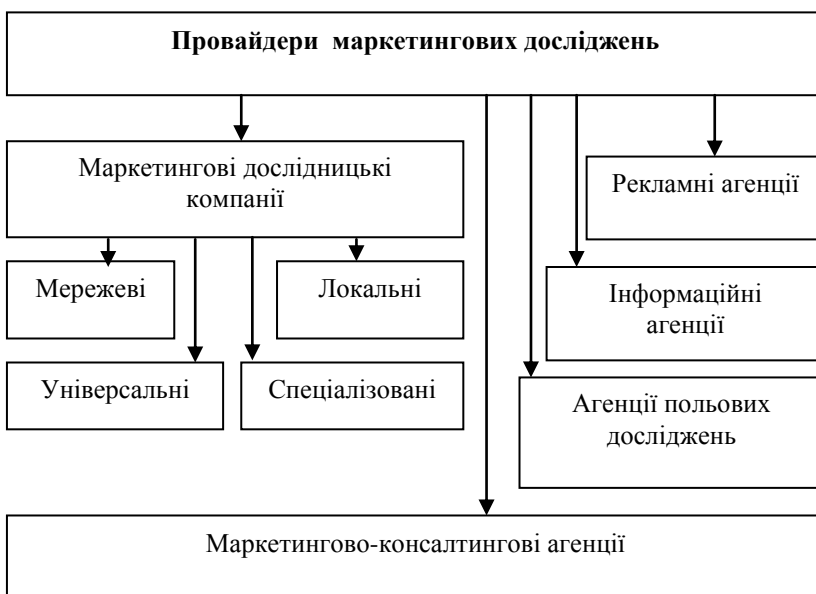 Провайдери маркетингових досліджень
Маркетингові дослідницькі
компанії
Рекламні агенції
Мережеві
Локальні
Інформаційні
агенції
Універсальні
Спеціалізовані
Агенції польових
досліджень
Маркетингово-консалтингові агенції